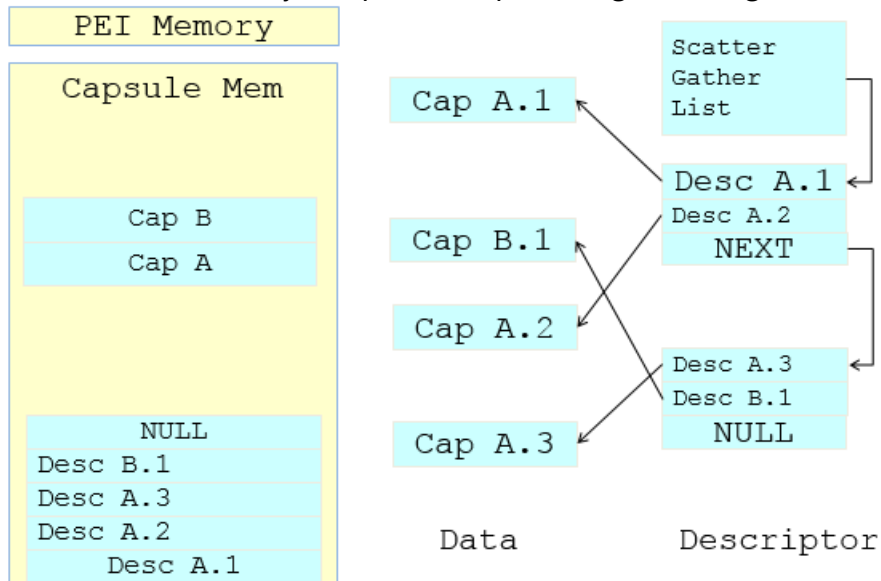 PEI Memory
Capsule Mem
Cap B
Cap A
NULL
Desc B.1
Desc A.3
Desc A.2
Desc A.1
Cap A.1
Cap B.1
Cap A.2
Cap A.3
Data
Scatter
Gather
List
Desc A.1
Desc A.2
NEXT
Desc A.3
Desc B.1
NULL
Descriptor